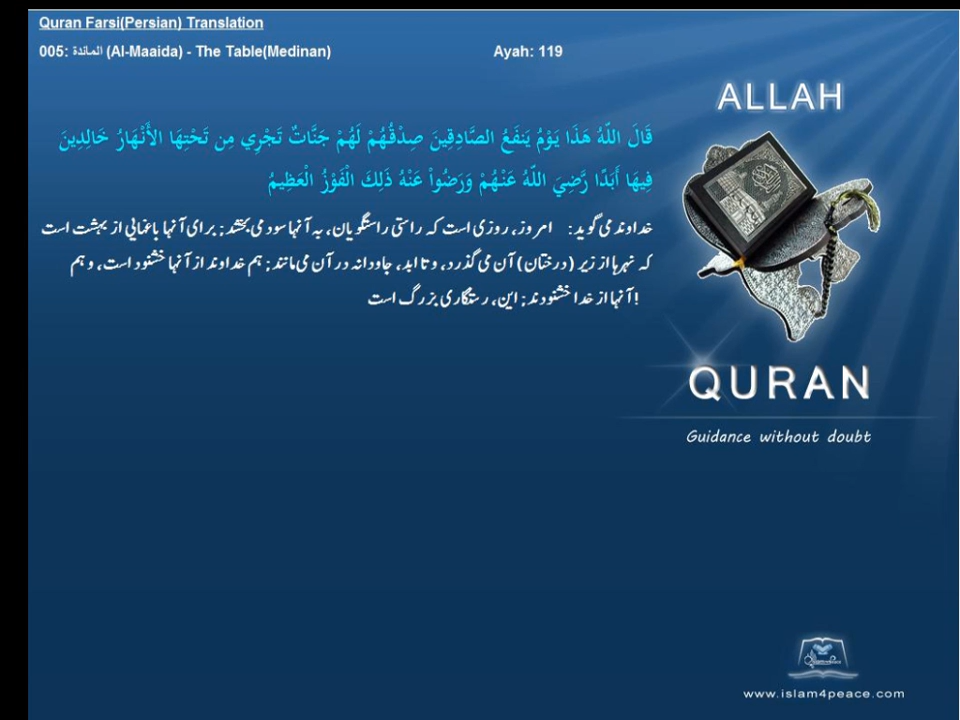 Quran Farsi(Persian) Translation
005: المائدة (Al-Maaida) - The Table(Medinan) Ayah: 119
ALLAH
قَالَ اللّهُ هَذَا يَوْمُ يَنفَعُ الصَّادِقِينَ صِدْقُهُمْ لَهُمْ جَنَّاتٌ تَجْرِي مِن تَحْتِهَا الأَنْهَارُ خَالِدِينَ
فِيهَا أَبَدًا رَّضِيَ اللّهُ عَنْهُمْ وَرَضُواْ عَنْهُ ذَلِكَ الْفَوْزُ الْعَظِيمُ
خداوند می گوید: امروز، روزی است که راستی راستگویان، به آنها سود می بخشد; برای آنها باغهایی از بهشت است
که نهرها از زیر (درختان) آن می گذرد، و تا ابد، جاودانه در آن می مانند; هم خداوند از آنها خشنود است، و هم
آنها از خدا خشنودند; این، رستگاری بزرگ است!
QURAN
Guidance without doubt
www.islam4peace.com